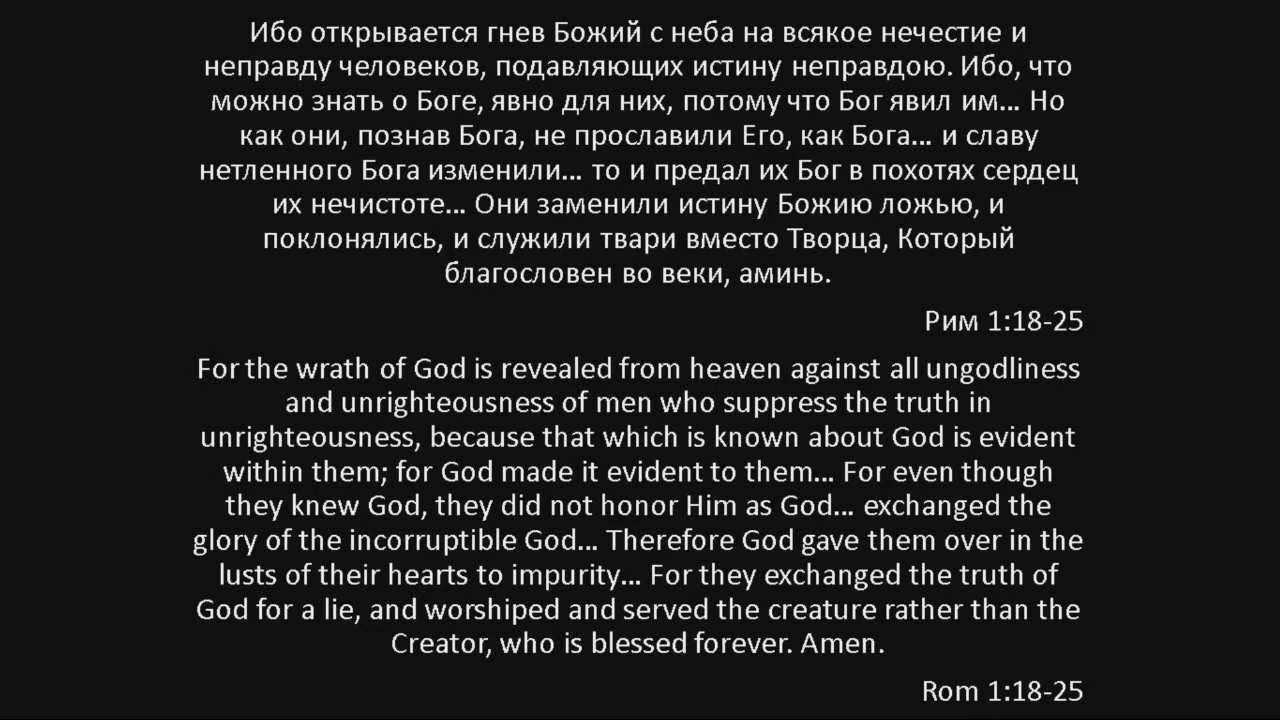 Ибо открывается гнев Божий с неба на всякое нечестие и
неправду человеков, подавляющих истину неправдою. Ибо, что
можно знать о Боге, явно для них, потому что Бог явил им... Но
как они, познав Бога, не прославили Его, как Бога... и славу
нетленного Бога изменили... то и предал их Бог в похотях сердец
их нечистоте... Они заменили истину Божию ложью, и
поклонялись, и служили твари вместо Творца, Который
благословен во веки, аминь.
Рим 1:18-25
For the wrath of God is revealed from heaven against all ungodliness
and unrighteousness of men who suppress the truth in
unrighteousness, because that which is known about God is evident
within them; for God made it evident to them... For even though
they knew God, they did not honor Him as God... exchanged the
glory of the incorruptible God... Therefore God gave them over in the
lusts of their hearts to impurity... For they exchanged the truth of
God for a lie, and worshiped and served the creature rather than the
Creator, who is blessed forever. Amen.
Rom 1:18-25